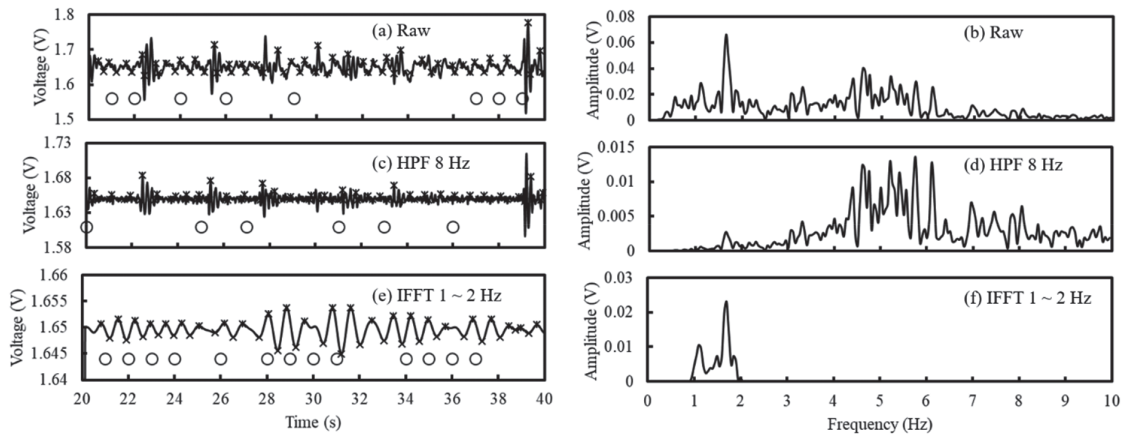 1.8
1.7
1.6
1.5
Voltage (V)
(a) Raw
0.08
0.06
0.04
0.02
0
Amplitude (V)
(b) Raw
1.73
1.68
1.63
1.58
Voltage (V)
(c) HPF 8 Hz
0.015
0.01
0.005
0
Amplitude (V)
(d) HPF 8 Hz
1.66
1.655
1.65
1.645
1.64
Voltage (V)
(e) IFFT 1 ~ 2 Hz
20 22 24 26 28 30 32 34 36 38 40
Time (s)
0.03
0.02
0.01
0
Amplitude (V)
(f) IFFT 1 ~ 2 Hz
0 1 2 3 4 5 6 7 8 9 10
Frequency (Hz)